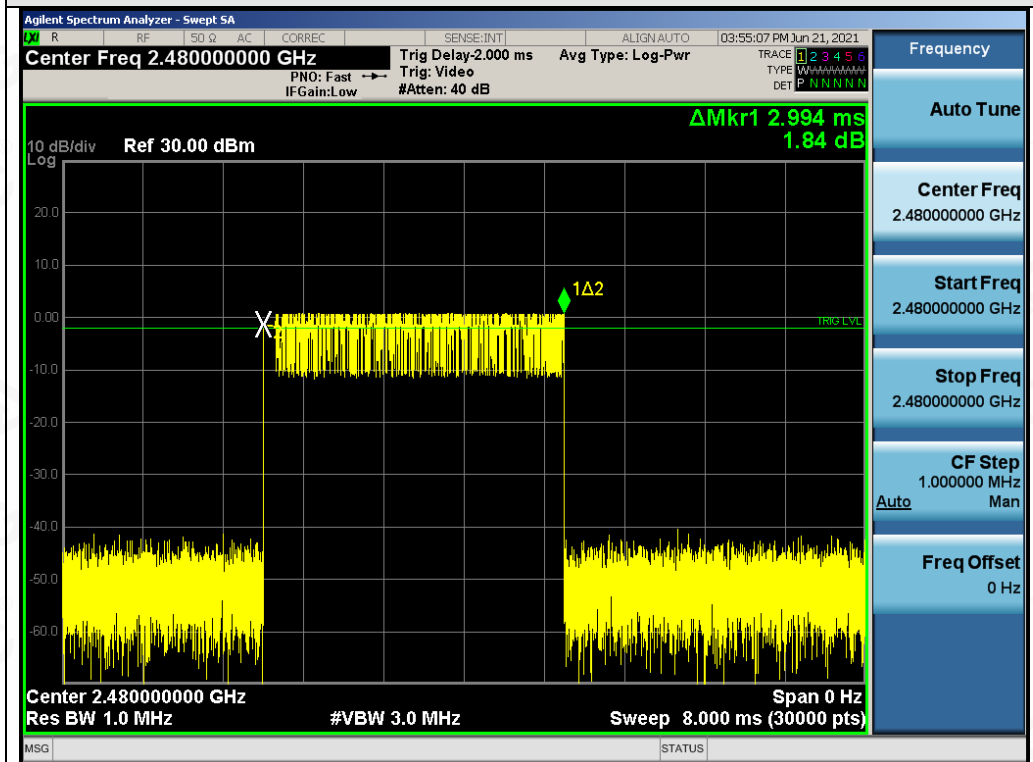 Agilent Spectrum Analyzer - Swept SA
LXI R RF 50 Ω AC CORREC SENSE:INT ALIGN AUTO 03:55:07 PM Jun 21, 2021
Center Freq 2.480000000 GHz
PNO: Fast
IFGain:Low
Trig Delay-2.000 ms
Trig: Video
#Atten: 40 dB
Avg Type: Log-Pwr
TRACE 1 2 3 4 5 6
TYPE WWWWWW
DET P N N N N N
ΔMkr1 2.994 ms
1.84 dB
10 dB/div Ref 30.00 dBm
Log
20.0
10.0
0.00
-10.0
-20.0
-30.0
-40.0
-50.0
-60.0
1Δ2
TRIG LVL
Center 2.480000000 GHz Span 0 Hz
Res BW 1.0 MHz #VBW 3.0 MHz Sweep 8.000 ms (30000 pts)
MSG STATUS
Frequency
Auto Tune
Center Freq
2.480000000 GHz
Start Freq
2.480000000 GHz
Stop Freq
2.480000000 GHz
CF Step
1.000000 MHz
Auto Man
Freq Offset
0 Hz